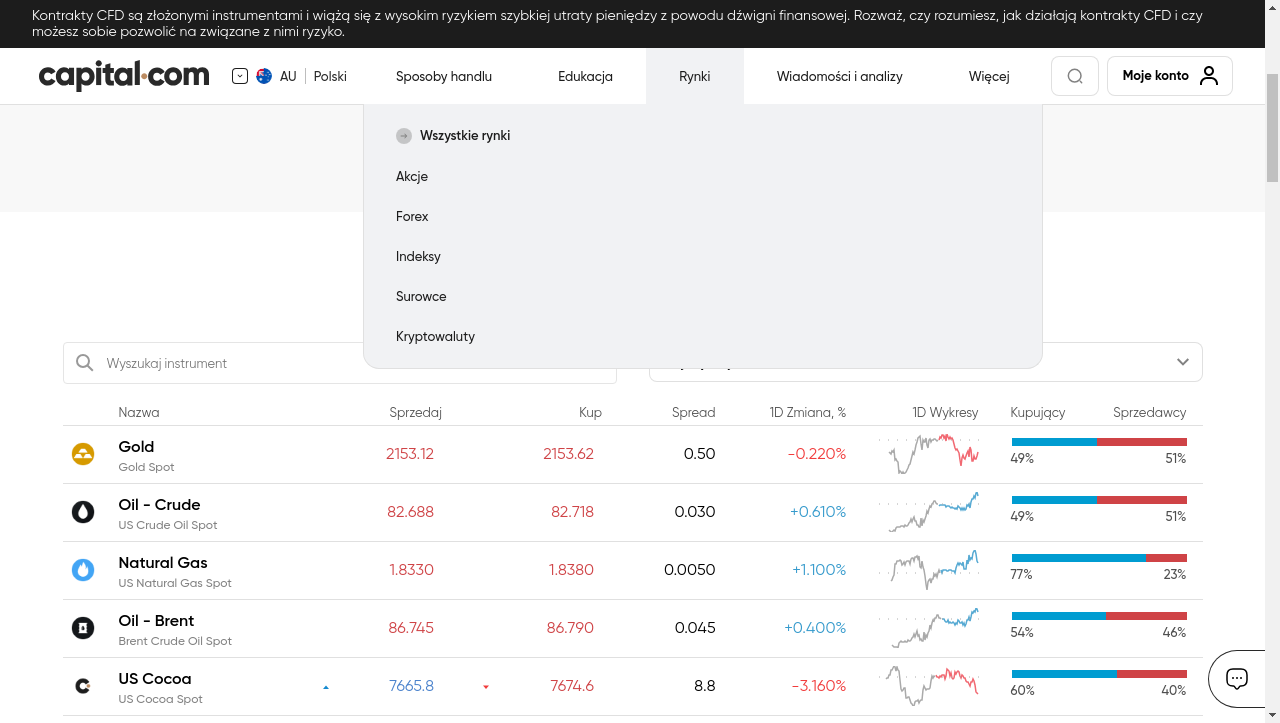 Kontrakty CFD są złożonymi instrumentami i wiążą się z wysokim ryzykiem szybkiej utraty pieniędzy z powodu dźwigni finansowej. Rozważ, czy rozumiesz, jak działają kontrakty CFD i czy
możesz sobie pozwolić na związane z nimi ryzyko.
capital.com AU Polski Sposoby handlu Edukacja Rynki Wiadomości i analizy Więcej Moje konto
Wszystkie rynki
Akcje
Forex
Indeksy
Surowce
Kryptowaluty
Wyszukaj instrument
Nazwa Sprzedaj Kup Spread 1D Zmiana, % 1D Wykresy Kupujący Sprzedawcy
Gold 2153.12 2153.62 0.50 -0.220%
Gold Spot 49% 51%
Oil - Crude 82.688 82.718 0.030 +0.610%
US Crude Oil Spot 49% 51%
Natural Gas 1.8330 1.8380 0.0050 +1.100%
US Natural Gas Spot 77% 23%
Oil - Brent 86.745 86.790 0.045 +0.400%
Brent Crude Oil Spot 54% 46%
US Cocoa 7665.8 7674.6 8.8 -3.160%
US Cocoa Spot 60% 40%